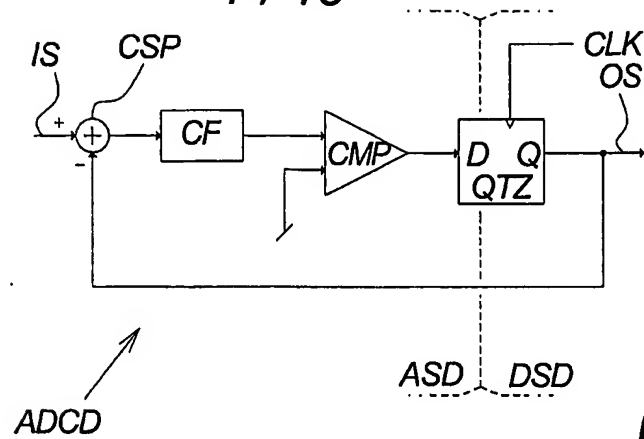 IS
CSP
CLK
OS
+
+
CF
CMP
D Q
QTZ
-
ASD
DSD
ADCD